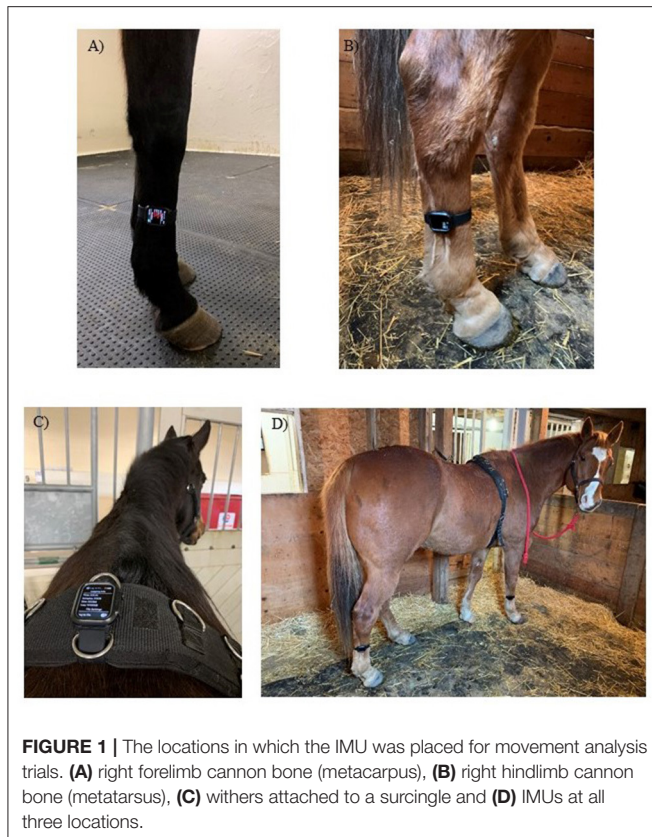 A)
B)
C)
D)
FIGURE 1 | The locations in which the IMU was placed for movement analysis
trials. (A) right forelimb cannon bone (metacarpus), (B) right hindlimb cannon
bone (metatarsus), (C) withers attached to a surcingle and (D) IMUs at all
three locations.